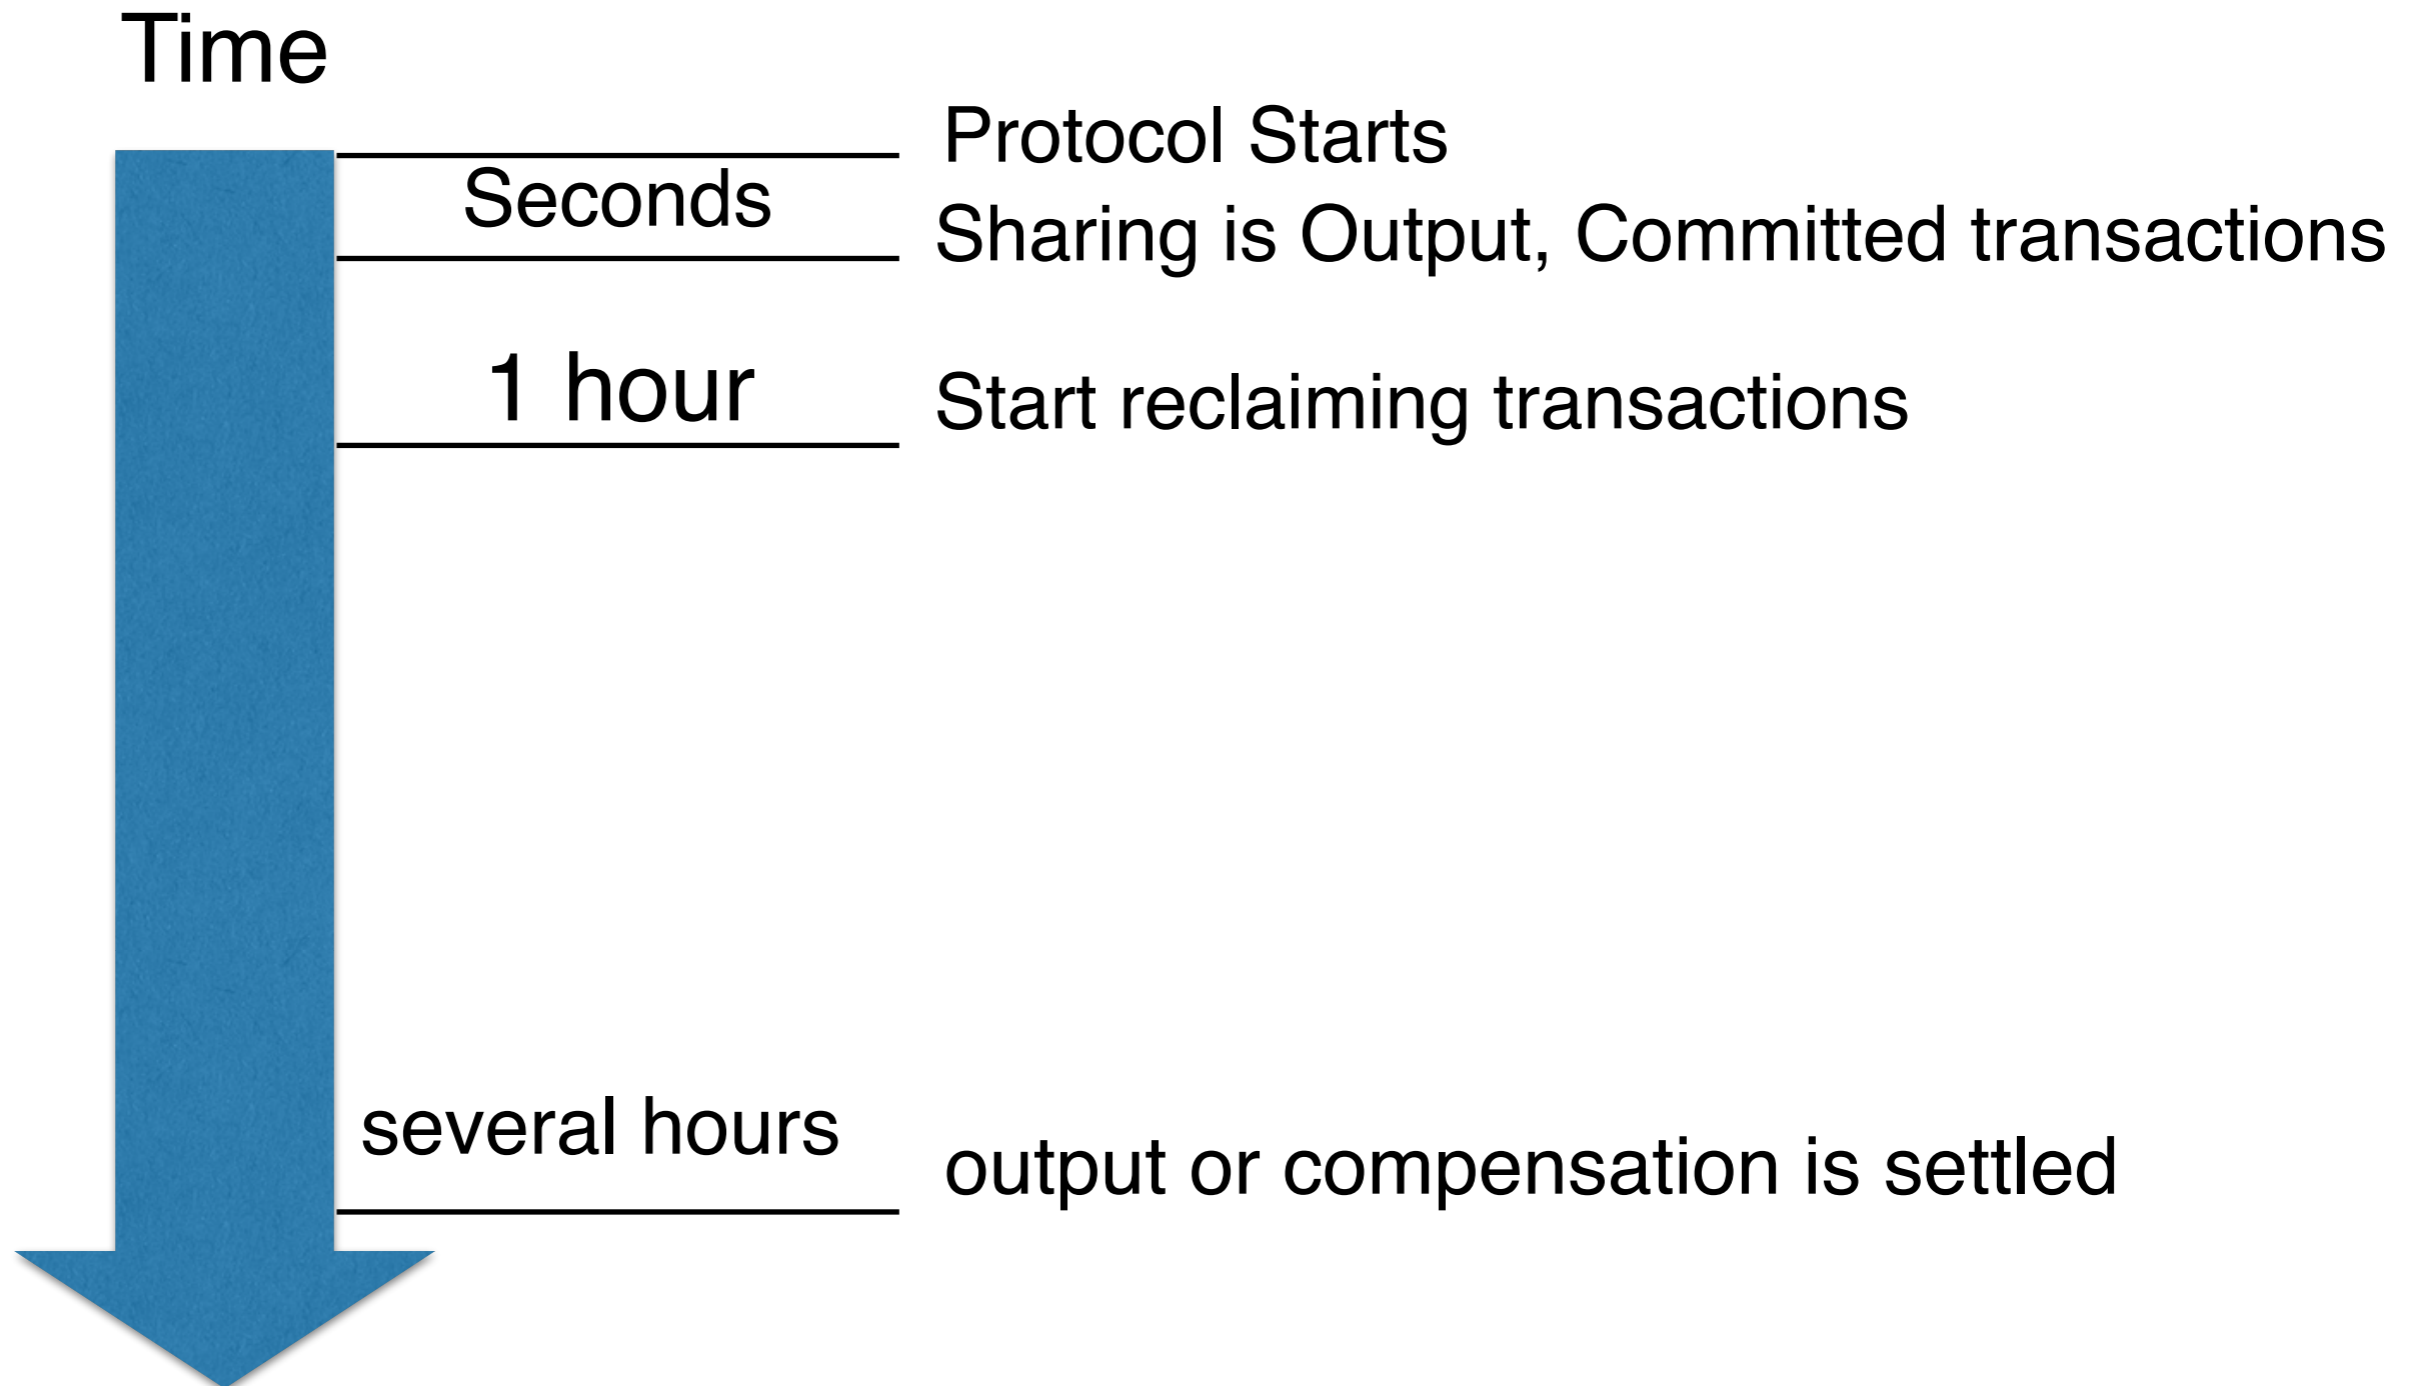 Time
Protocol Starts
Seconds
Sharing is Output, Committed transactions
1 hour
Start reclaiming transactions
several hours
output or compensation is settled